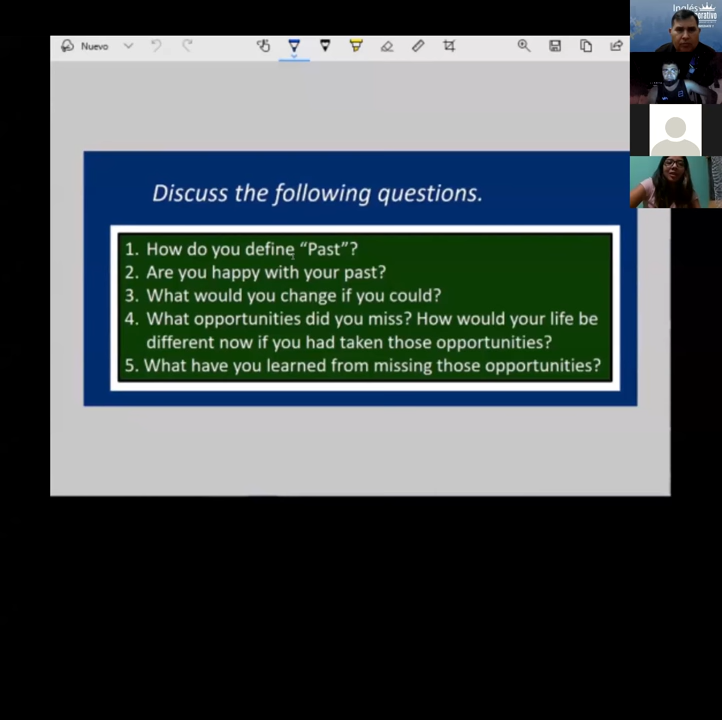 Inglés
Nuevo
Discuss the following questions.
1. How do you define “Past”?
2. Are you happy with your past?
3. What would you change if you could?
4. What opportunities did you miss? How would your life be
different now if you had taken those opportunities?
5. What have you learned from missing those opportunities?